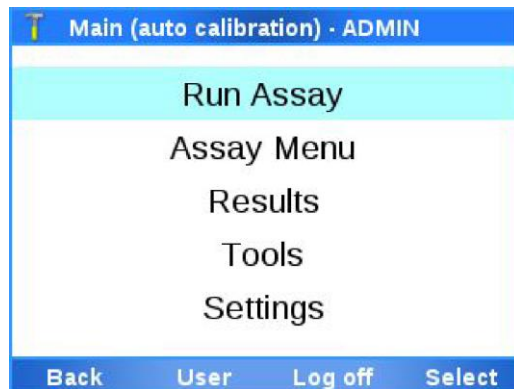 Main (auto calibration) - ADMIN
Run Assay
Assay Menu
Results
Tools
Settings
Back User Log off Select